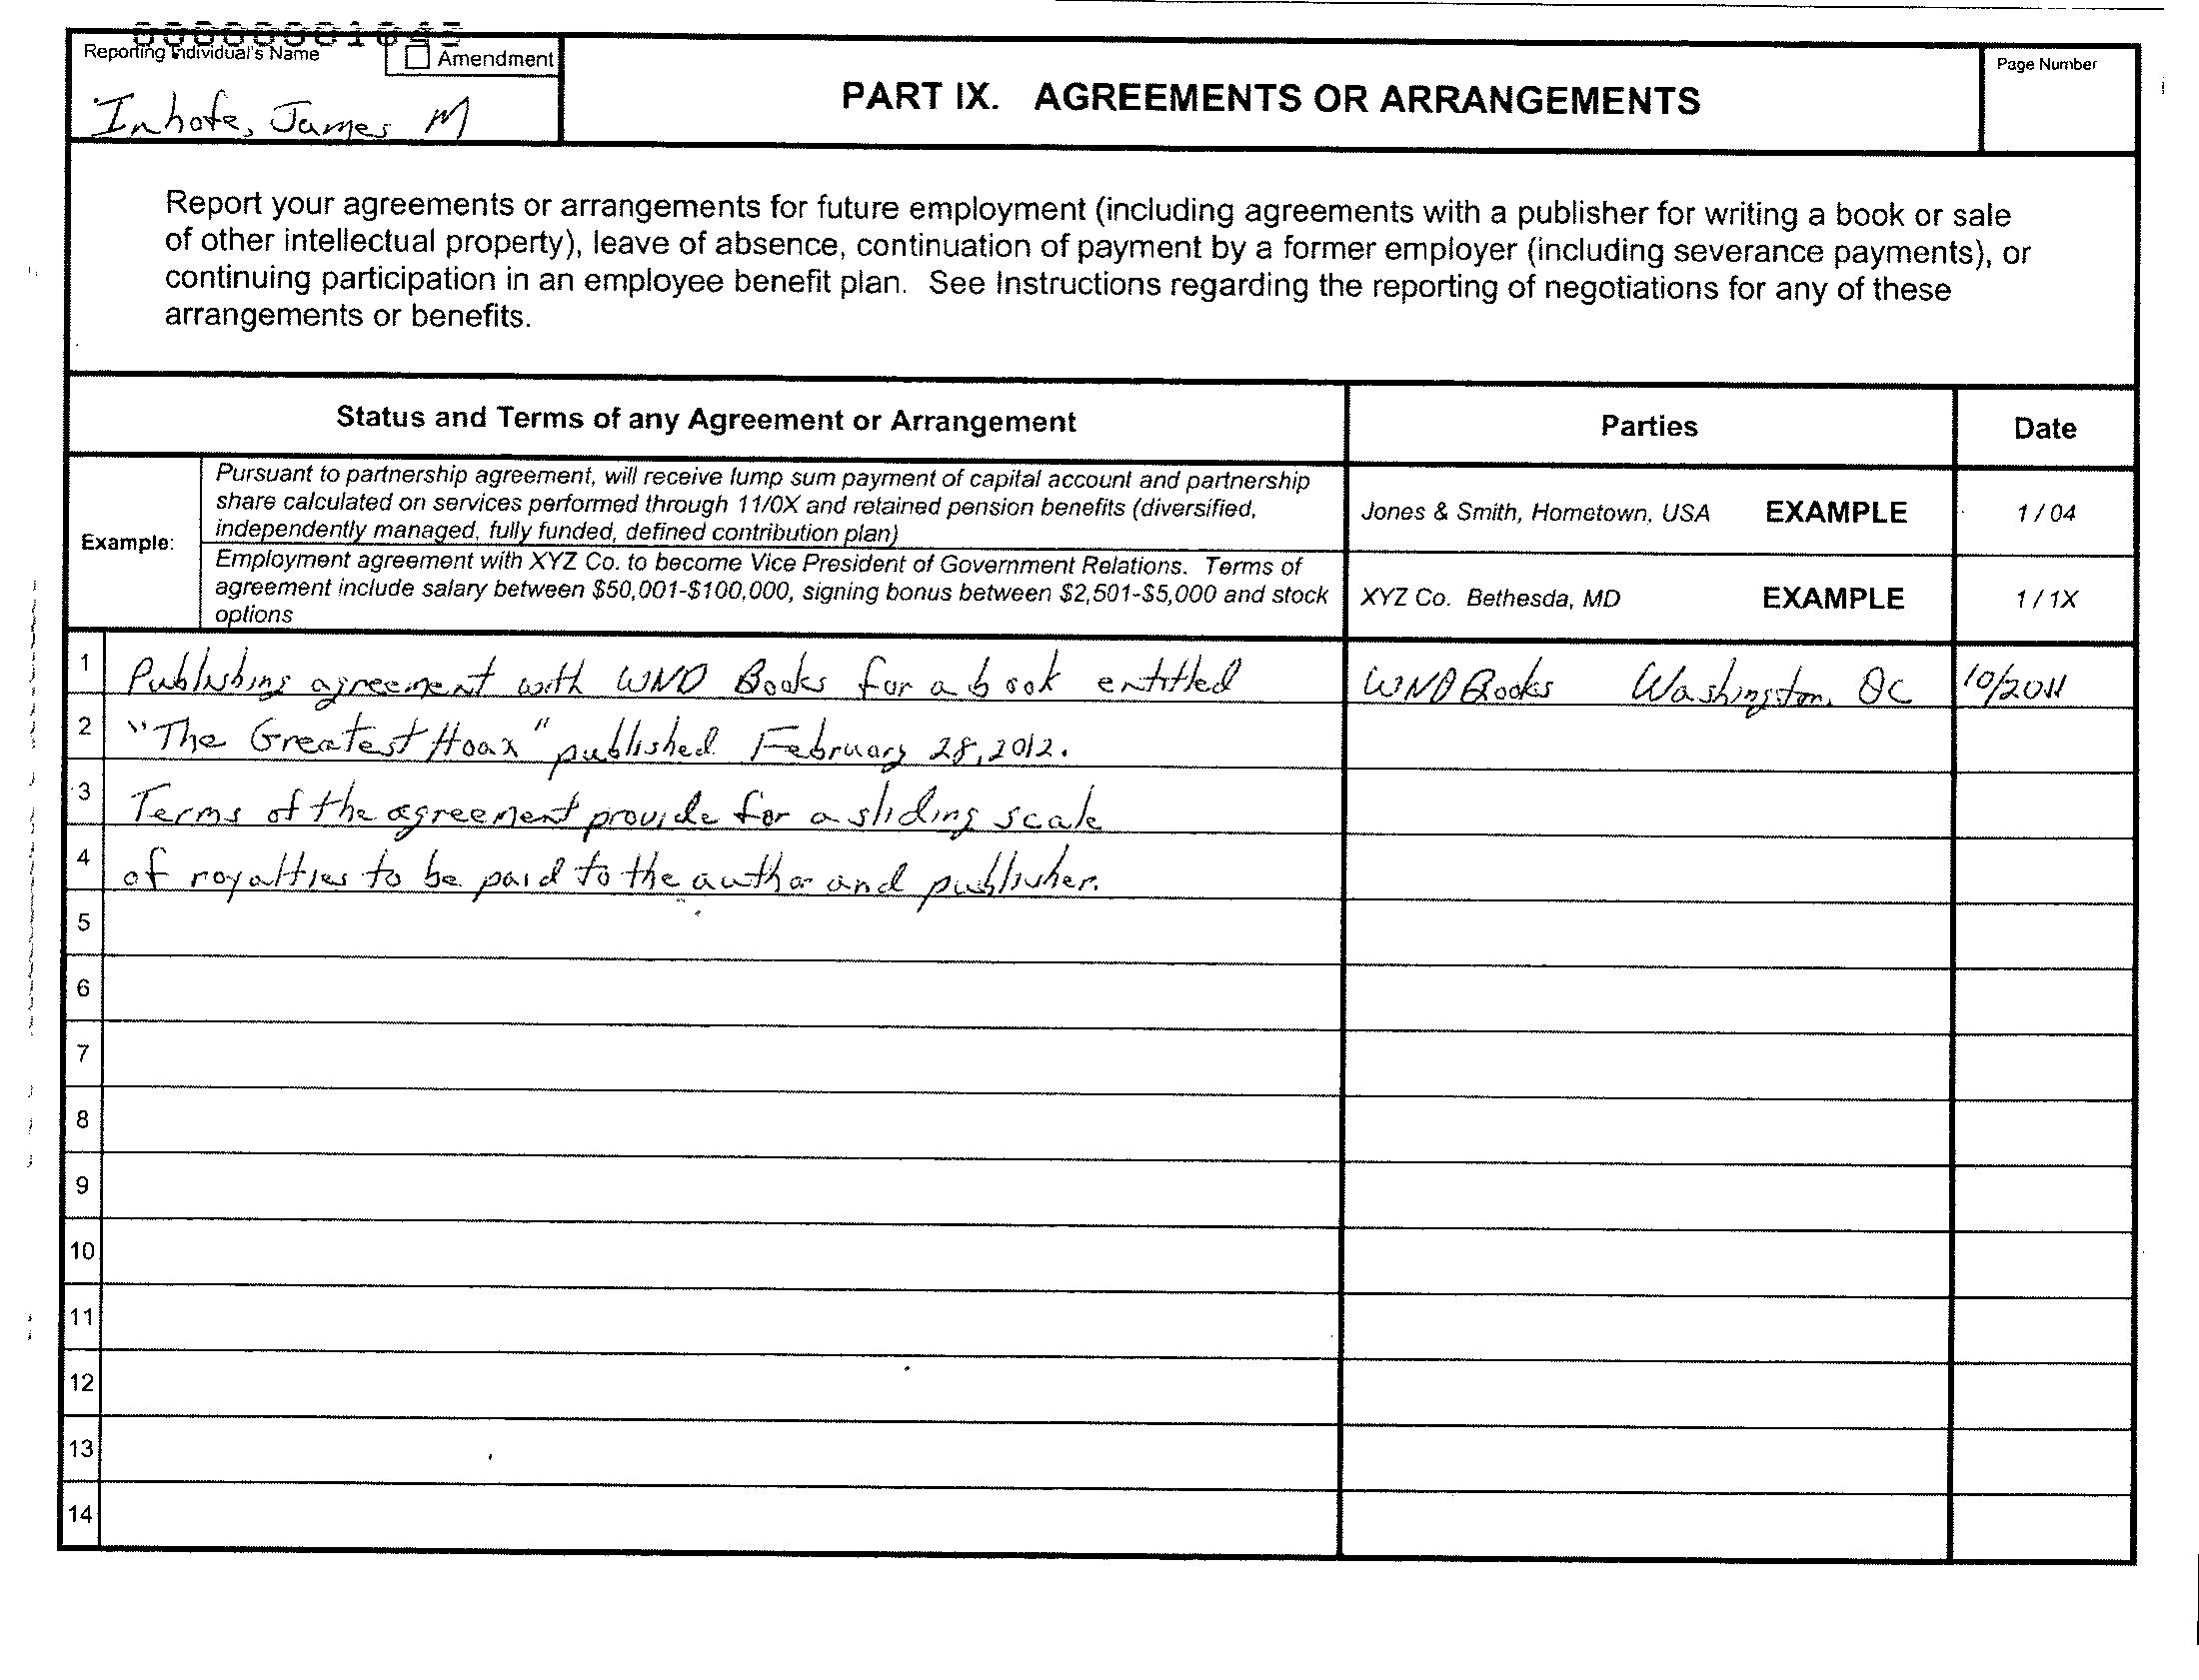 Reporting Individual's Name
Amendment
Inhofe, James M
PART IX. AGREEMENTS OR ARRANGEMENTS
Page Number
Report your agreements or arrangements for future employment (including agreements with a publisher for writing a book or sale
of other intellectual property), leave of absence, continuation of payment by a former employer (including severance payments), or
continuing participation in an employee benefit plan. See Instructions regarding the reporting of negotiations for any of these
arrangements or benefits.
Status and Terms of any Agreement or Arrangement
Parties
Date
Example:
Pursuant to partnership agreement, will receive lump sum payment of capital account and partnership
share calculated on services performed through 11/0X and retained pension benefits (diversified,
independently managed, fully funded, defined contribution plan)
Jones & Smith, Hometown, USA EXAMPLE
1 / 04
Employment agreement with XYZ Co. to become Vice President of Government Relations. Terms of
agreement include salary between $50,001-$100,000, signing bonus between $2,501-$5,000 and stock
options
XYZ Co. Bethesda, MD EXAMPLE
1 / 1X
1 Publishing agreement with WND Books for a book entitled
WND Books Washington, DC
10/2011
2 "The Greatest Hoax" published February 28, 2012.
3 Terms of the agreement provide for a sliding scale
4 of royalties to be paid to the author and publisher.
5
6
7
8
9
10
11
12
13
14